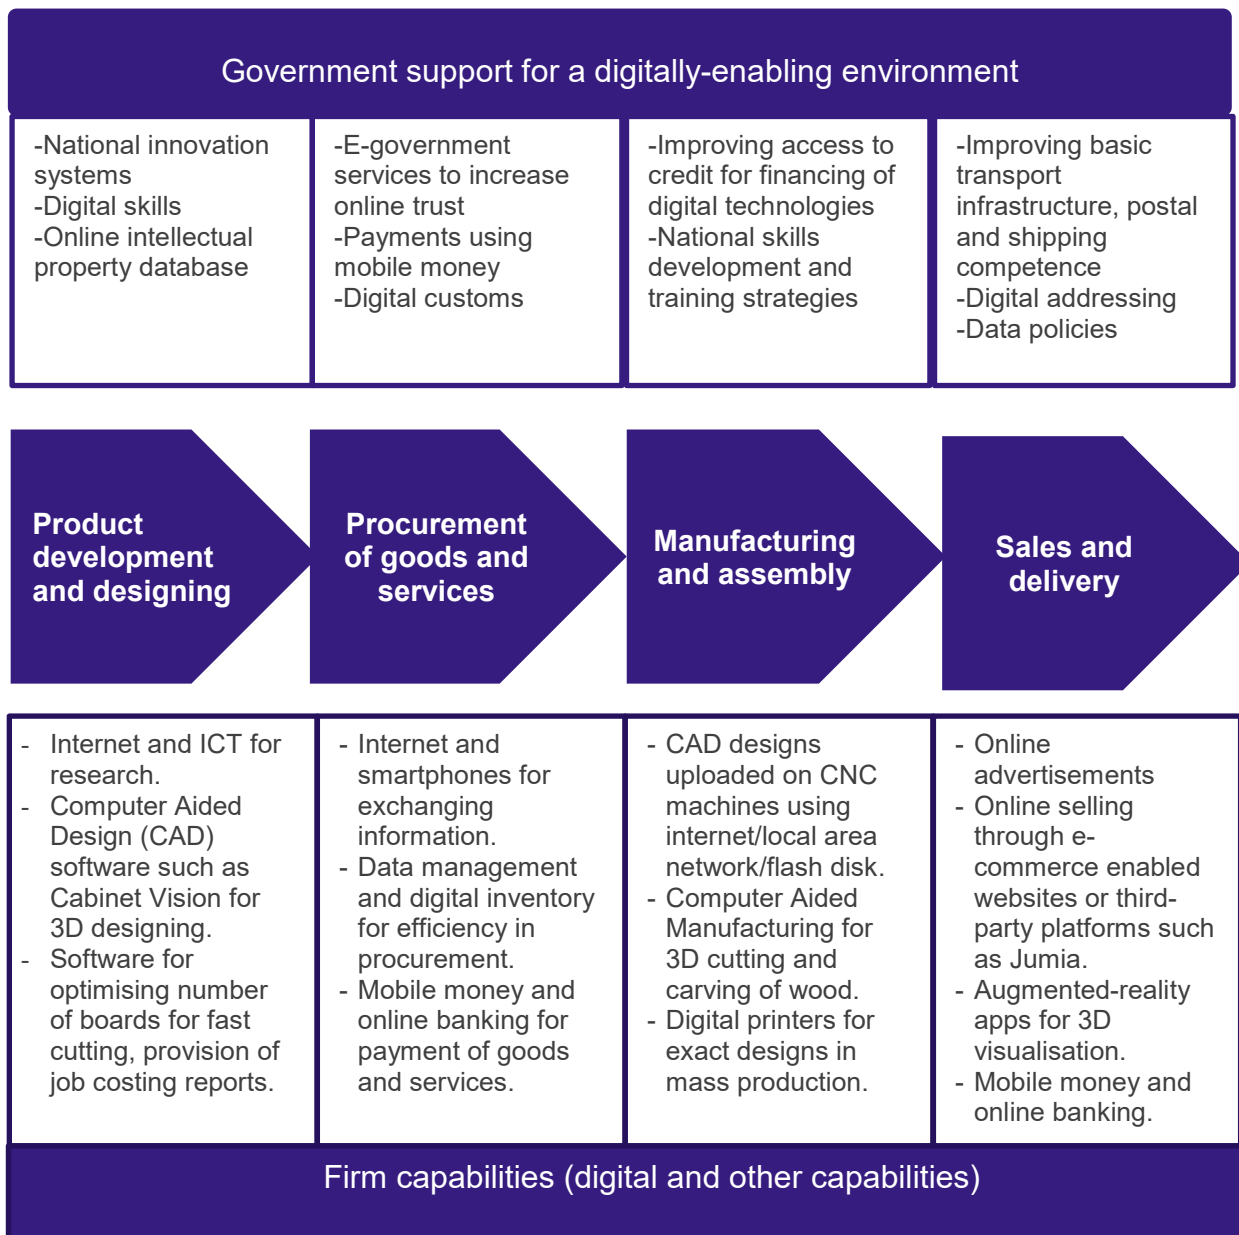 Government support for a digitally-enabling environment
-National innovation
systems
-Digital skills
-Online intellectual
property database
-E-government
services to increase
online trust
-Payments using
mobile money
-Digital customs
-Improving access to
credit for financing of
digital technologies
-National skills
development and
training strategies
-Improving basic
transport
infrastructure, postal
and shipping
competence
-Digital addressing
-Data policies
Product
development
and designing
Procurement
of goods and
services
Manufacturing
and assembly
Sales and
delivery
- Internet and ICT for
research.
- Computer Aided
Design (CAD)
software such as
Cabinet Vision for
3D designing.
- Software for
optimising number
of boards for fast
cutting, provision of
job costing reports.
- Internet and
smartphones for
exchanging
information.
- Data management
and digital inventory
for efficiency in
procurement.
- Mobile money and
online banking for
payment of goods
and services.
- CAD designs
uploaded on CNC
machines using
internet/local area
network/flash disk.
- Computer Aided
Manufacturing for
3D cutting and
carving of wood.
- Digital printers for
exact designs in
mass production.
- Online
advertisements
- Online selling
through e-
commerce enabled
websites or third-
party platforms such
as Jumia.
- Augmented-reality
apps for 3D
visualisation.
- Mobile money and
online banking.
Firm capabilities (digital and other capabilities)